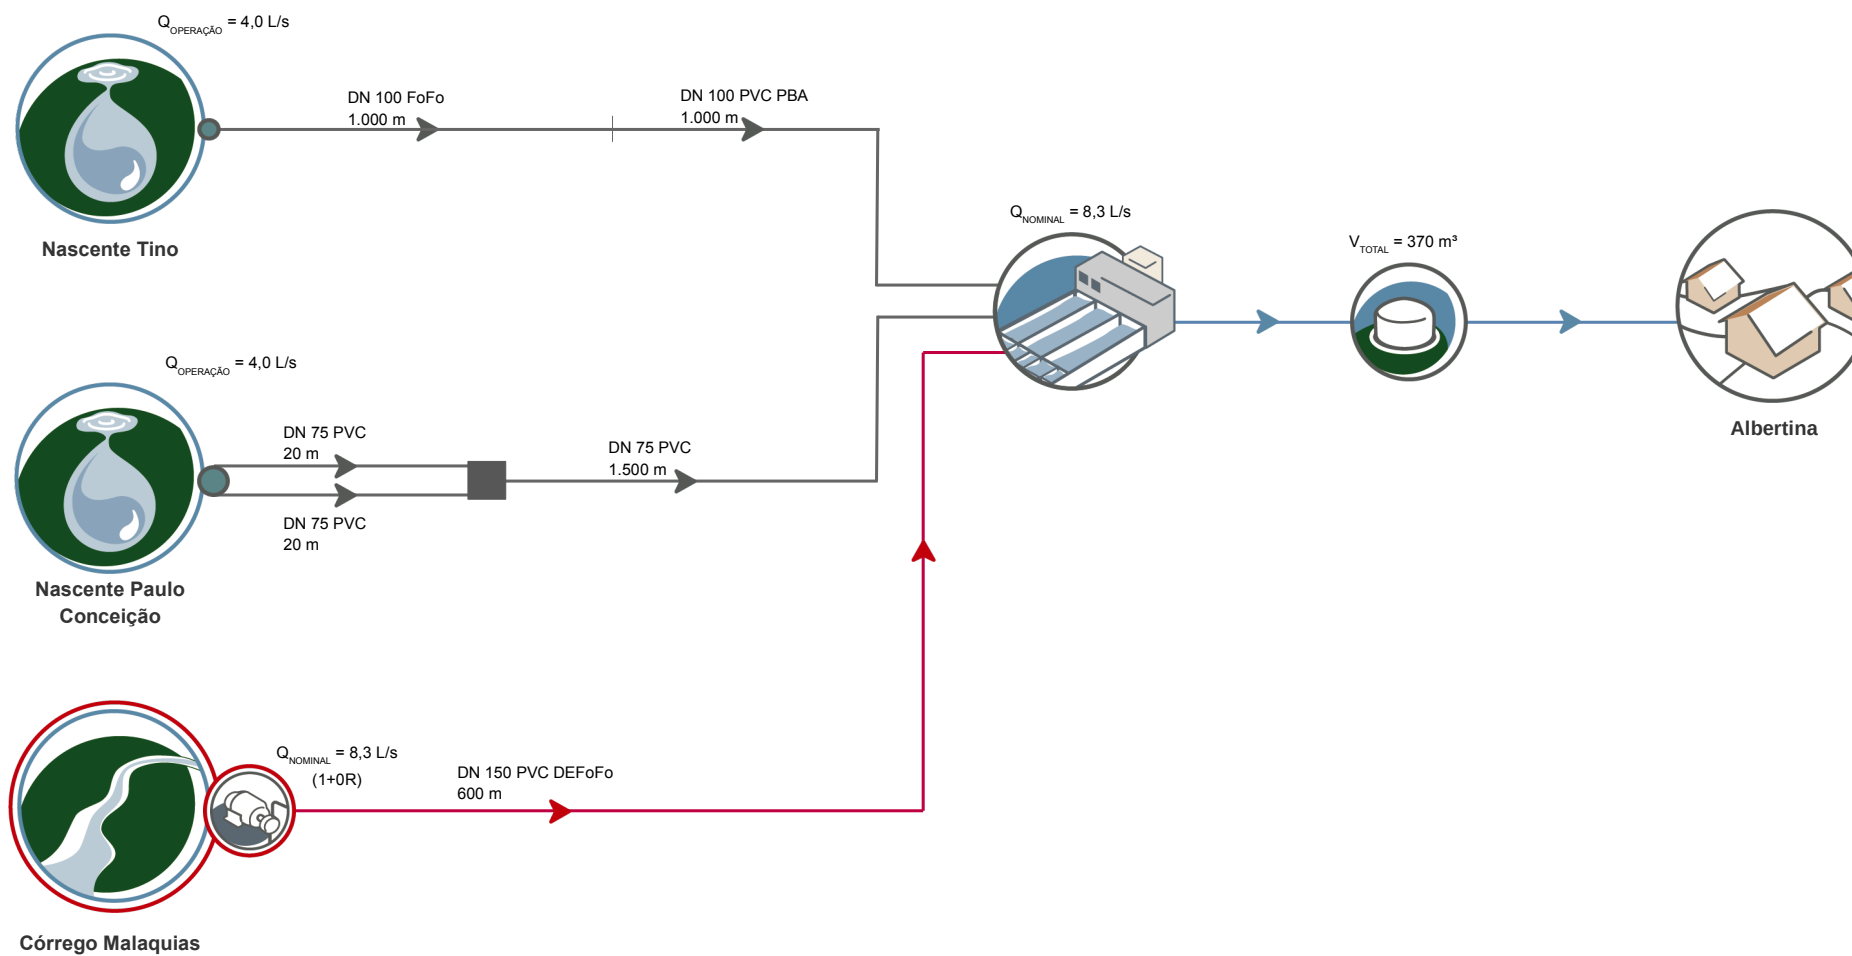 Q OPERAÇÃO = 4,0 L/s
DN 100 FoFo
1.000 m
DN 100 PVC PBA
1.000 m
Nascente Tino
Q NOMINAL = 8,3 L/s
V TOTAL = 370 m³
Albertina
Q OPERAÇÃO = 4,0 L/s
DN 75 PVC
20 m
DN 75 PVC
1.500 m
DN 75 PVC
20 m
Nascente Paulo
Conceição
Q NOMINAL = 8,3 L/s
(1+0R)
DN 150 PVC DEFoFo
600 m
Córrego Malaquias